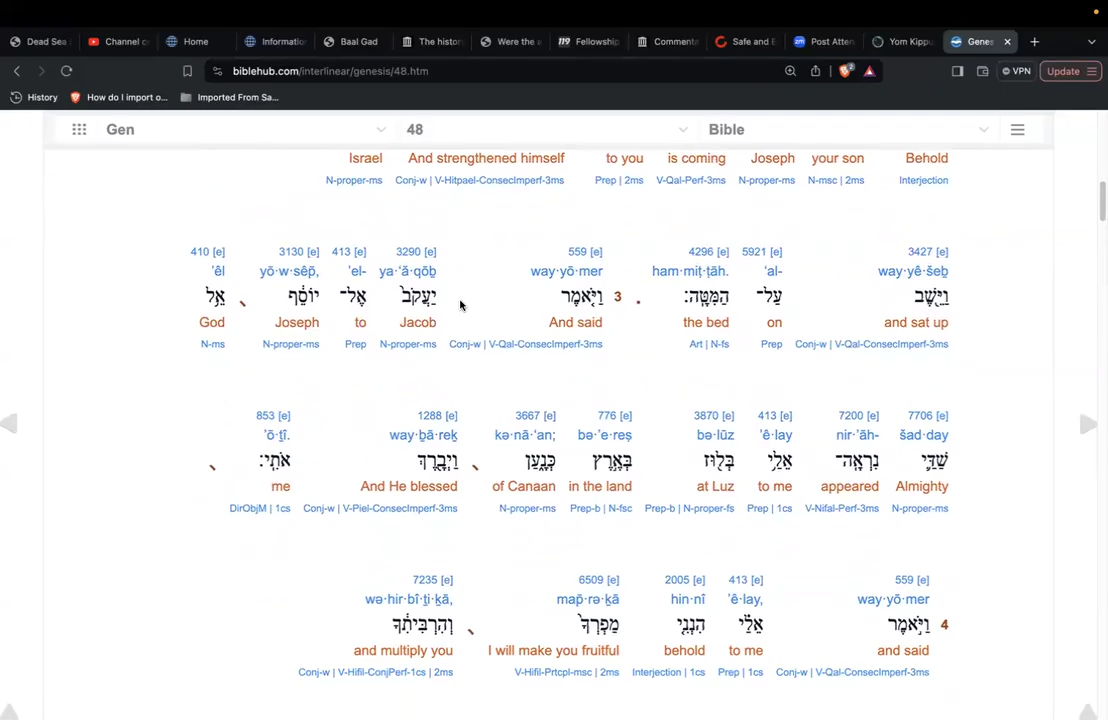 Dead Sea
Channel c
Home
Informatio
Baal Gad
The histor
Were the a
119 Fellowship
Commenta
Safe and E
zm Post Atten
Yom Kippu
Genes
biblehub.com/interlinear/genesis/48.htm
2
VPN
Update
History
How do I import o...
Imported From Sa...
Gen 48 Bible
Israel And strengthened himself to you is coming Joseph your son Behold
N-proper-ms Conj-w | V-Hitpael-ConsecImperf-3ms Prep | 2ms V-Qal-Perf-3ms N-proper-ms N-msc | 2ms Interjection
410 [e] 3130 [e] 413 [e] 3290 [e] 559 [e] 4296 [e] 5921 [e] 3427 [e]
’êl yō·w·sêp̄, ’el- ya·‘ă·qōḇ way·yō·mer ham·miṭ·ṭāh. ‘al- way·yê·šeḇ
וַיֵּ֖שֶׁב עַל־ הַמִּטָּֽה׃ . 3 וַיֹּ֤אמֶר יַעֲקֹב֙ אֶל־ יוֹסֵ֔ף 、 אֵ֥ל
God Joseph to Jacob And said the bed on and sat up
N-ms N-proper-ms Prep N-proper-ms Conj-w | V-Qal-ConsecImperf-3ms Art | N-fs Prep Conj-w | V-Qal-ConsecImperf-3ms
853 [e] 1288 [e] 3667 [e] 776 [e] 3870 [e] 413 [e] 7200 [e] 7706 [e]
’ō·ṯî. way·ḇā·reḵ kə·nā·‘an; bə·’e·reṣ bə·lūz ’ê·lay nir·’āh- šad·day
שַׁדַּ֛י נִרְאָֽה־ אֵלַ֥י בְּל֖וּז בְּאֶ֣רֶץ כְּנָ֑עַן 、 וַיְבָ֖רֶךְ אֹתִֽי׃ 、
me And He blessed of Canaan in the land at Luz to me appeared Almighty
DirObjM | 1cs Conj-w | V-Piel-ConsecImperf-3ms N-proper-ms Prep-b | N-fsc Prep-b | N-proper-fs Prep | 1cs V-Nifal-Perf-3ms N-proper-ms
7235 [e] 6509 [e] 2005 [e] 413 [e] 559 [e]
wə·hir·bî·ṯi·ḵā, map̄·rə·ḵā hin·nî ’ê·lay, way·yō·mer
4 וַיֹּ֣אמֶר אֵלַ֗י הִנְנִ֤י מַפְרְךָ֙ 、 וְהִרְבִּיתִ֔ךָ
and multiply you I will make you fruitful behold to me and said
Conj-w | V-Hifil-ConjPerf-1cs | 2ms V-Hifil-Prtcpl-msc | 2ms Interjection | 1cs Prep | 1cs Conj-w | V-Qal-ConsecImperf-3ms